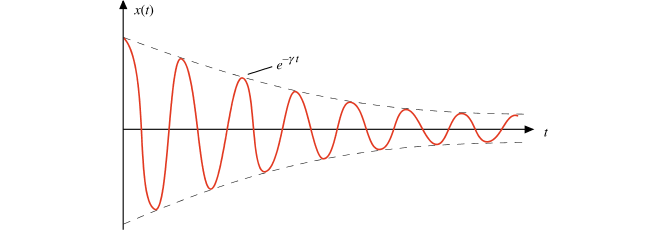 x(t)
e^{-γt}
t